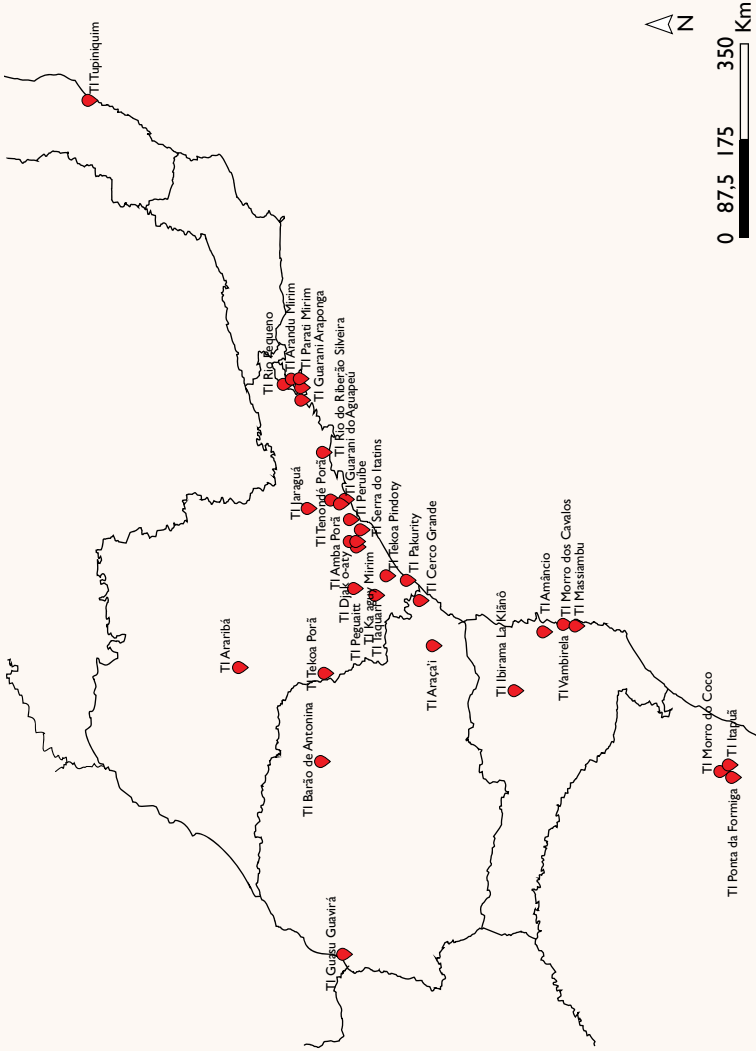 TI Tupiniquim
TI Rio Pequeno
TI Arandu Mirim
TI Parati Mirim
TI Guarani Araponga
TI Rio do Riberão Silveira
TI Guarani do Aguapeú
TI Jaraguá
TI Tenondé Porã
TI Peruíbe
TI Amba Porã
TI Serra do Itatins
TI Djaiko-aty
TI Tekoa Pindoty
TI Peguaitt
TI Ka'aguy Mirim
TI Taquari
TI Pakurity
TI Cerco Grande
TI Araribá
TI Tekoa Porã
TI Barão de Antonina
TI Araça'i
TI Guasu Guavirá
TI Ibirama La Klãnõ
TI Amâncio
TI Morro dos Cavalos
TI Vambirela
TI Massiambu
TI Morro do Coco
TI Itapuã
TI Ponta da Formiga
N
0 87,5 175 350
Km